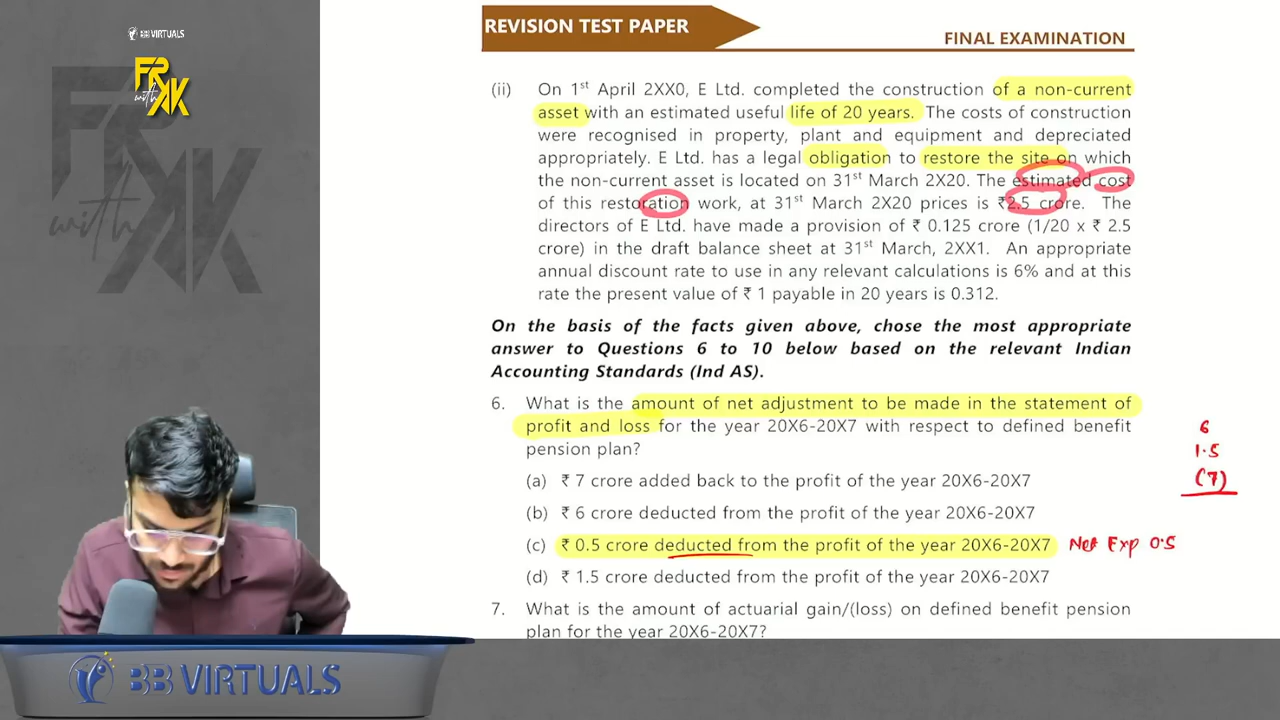 BB VIRTUALS
FR
with AK
REVISION TEST PAPER
FINAL EXAMINATION
(ii) On 1st April 2XX0, E Ltd. completed the construction of a non-current
asset with an estimated useful life of 20 years. The costs of construction
were recognised in property, plant and equipment and depreciated
appropriately. E Ltd. has a legal obligation to restore the site on which
the non-current asset is located on 31st March 2X20. The estimated cost
of this restoration work, at 31st March 2X20 prices is ₹2.5 crore. The
directors of E Ltd. have made a provision of ₹ 0.125 crore (1/20 x ₹ 2.5
crore) in the draft balance sheet at 31st March, 2XX1. An appropriate
annual discount rate to use in any relevant calculations is 6% and at this
rate the present value of ₹ 1 payable in 20 years is 0.312.
On the basis of the facts given above, chose the most appropriate
answer to Questions 6 to 10 below based on the relevant Indian
Accounting Standards (Ind AS).
6. What is the amount of net adjustment to be made in the statement of
profit and loss for the year 20X6-20X7 with respect to defined benefit
pension plan?
6
1.5
(7)
(a) ₹ 7 crore added back to the profit of the year 20X6-20X7
(b) ₹ 6 crore deducted from the profit of the year 20X6-20X7
(c) ₹ 0.5 crore deducted from the profit of the year 20X6-20X7 Net Exp 0.5
(d) ₹ 1.5 crore deducted from the profit of the year 20X6-20X7
7. What is the amount of actuarial gain/(loss) on defined benefit pension
plan for the year 20X6-20X7?
FR
with AK
BB VIRTUALS